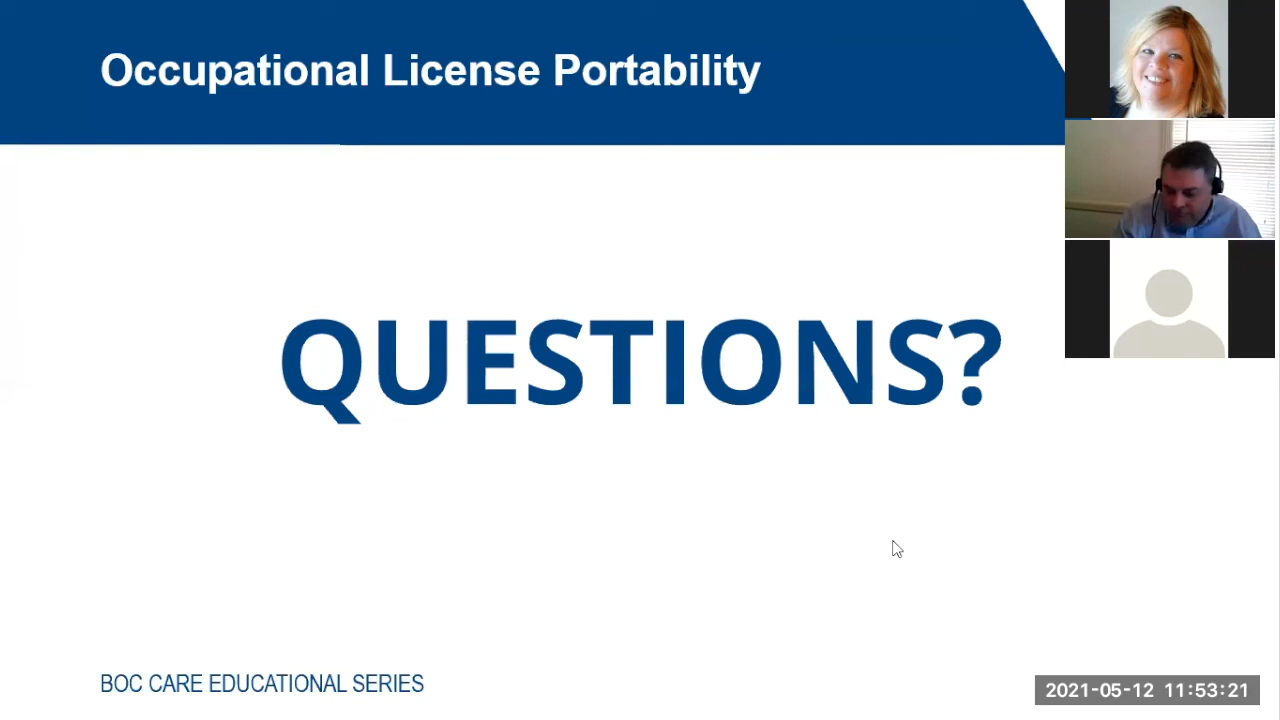 Occupational License Portability
QUESTIONS?
BOC CARE EDUCATIONAL SERIES
2021-05-12 11:53:21